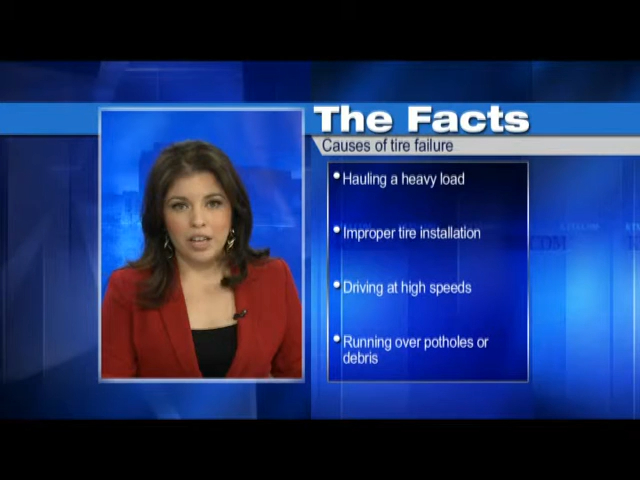 The Facts
Causes of tire failure
• Hauling a heavy load
• Improper tire installation
• Driving at high speeds
• Running over potholes or
debris